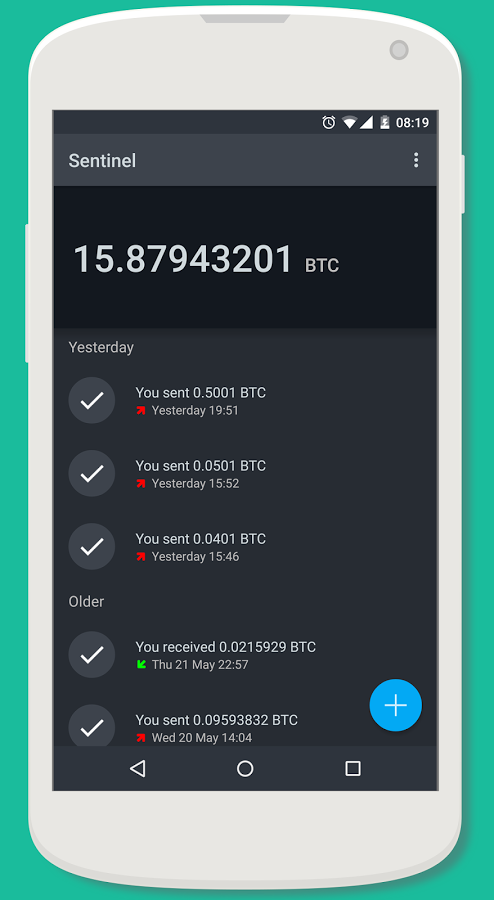 08:19
Sentinel
15.87943201 BTC
Yesterday
You sent 0.5001 BTC
Yesterday 19:51
You sent 0.0501 BTC
Yesterday 15:52
You sent 0.0401 BTC
Yesterday 15:46
Older
You received 0.0215929 BTC
Thu 21 May 22:57
You sent 0.09593832 BTC
Wed 20 May 14:04